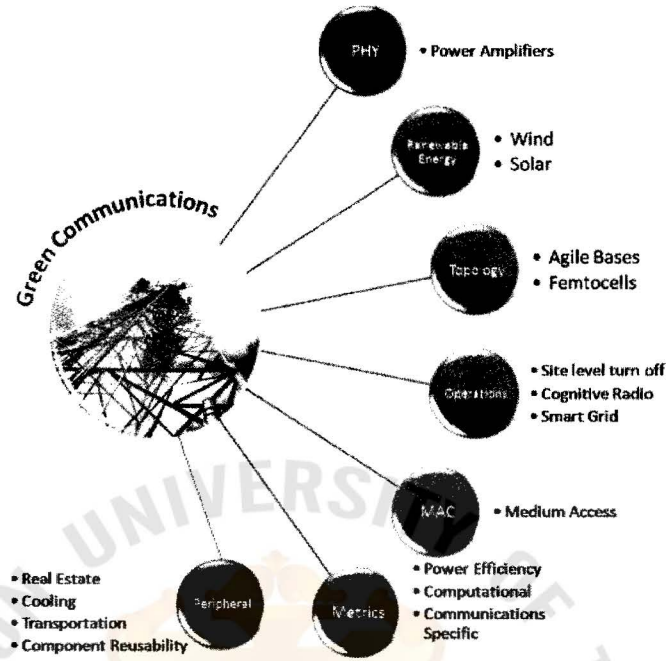 PHY
• Power Amplifiers
Renewable
Energy
• Wind
• Solar
Green Communications
Topology
• Agile Bases
• Femtocells
Operations
• Site level turn off
• Cognitive Radio
• Smart Grid
MAC
• Medium Access
UNIVERSITY OF
Metrics
• Power Efficiency
• Computational
• Communications
Specific
Peripheral
• Real Estate
• Cooling
• Transportation
• Component Reusability